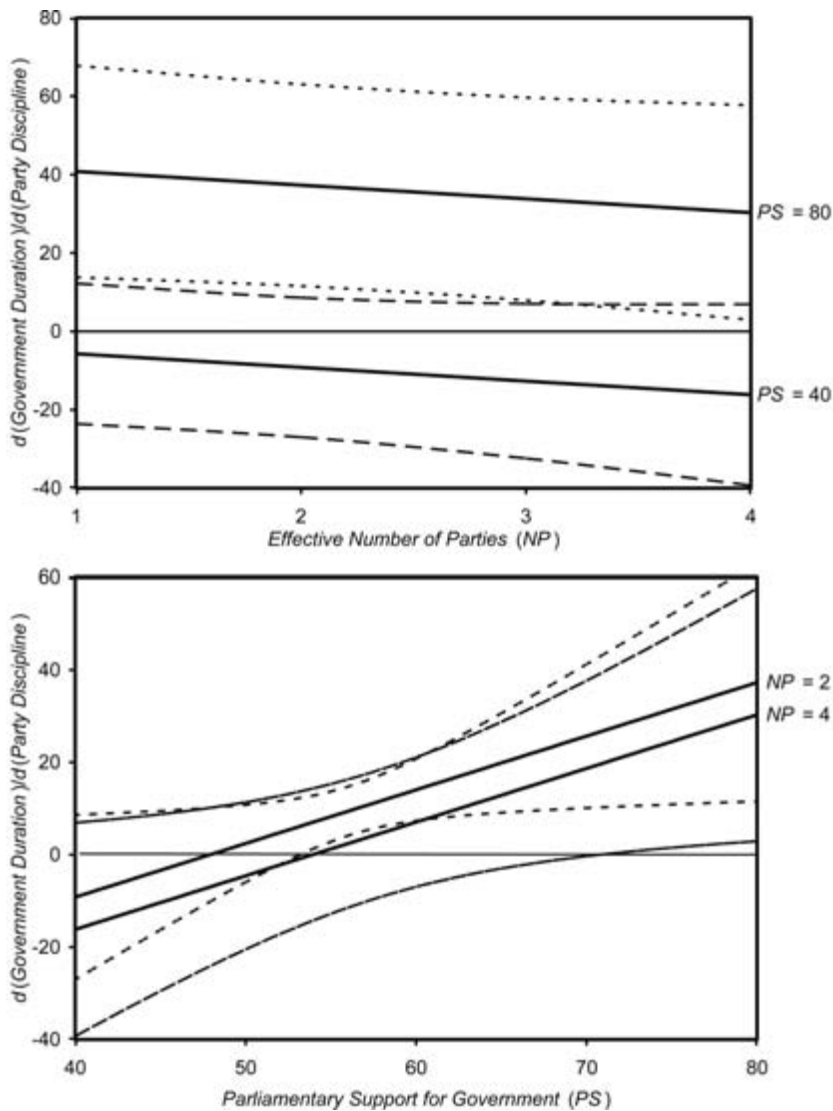 d(Government Duration)/d(Party Discipline)
80
60
40
20
0
-20
-40
PS = 80
PS = 40
1 2 3 4
Effective Number of Parties (NP)
d(Government Duration)/d(Party Discipline)
60
40
20
0
-20
-40
NP = 2
NP = 4
40 50 60 70 80
Parliamentary Support for Government (PS)